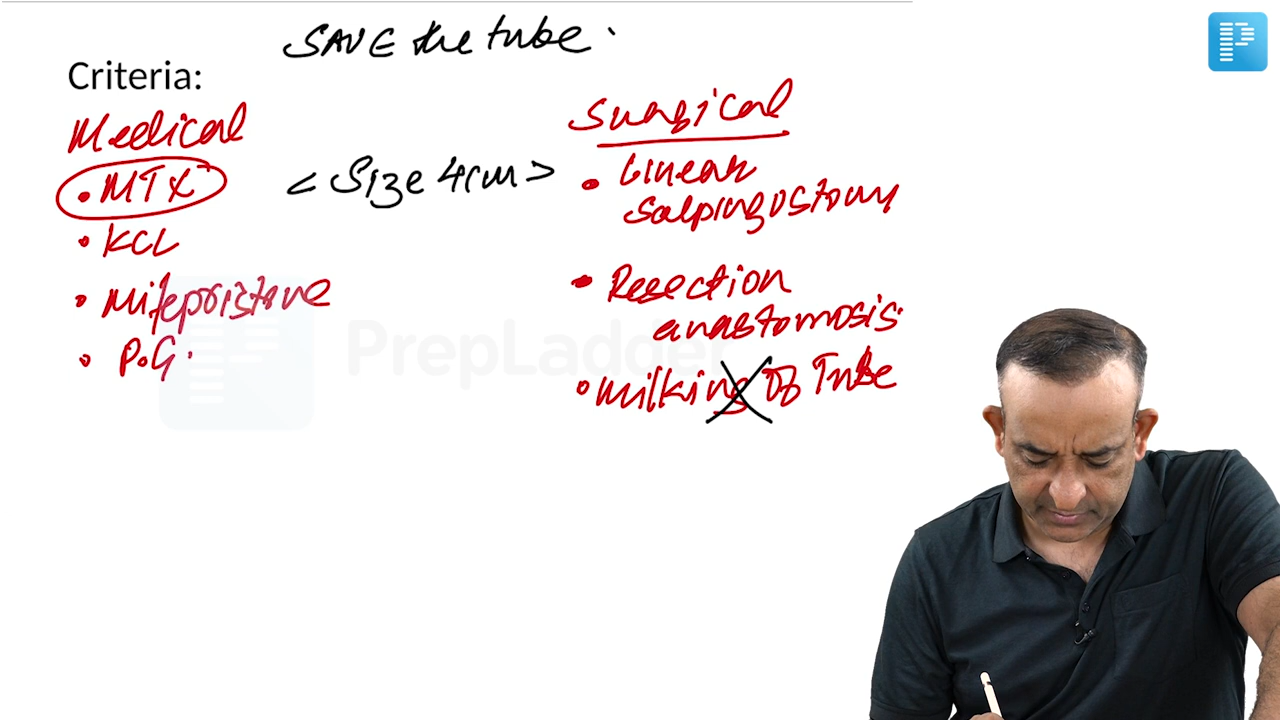 SAVE the tube.
Criteria:
Medical
• MTX
• KCL
• Mifepristone
• P.G.
< Size 4cm >
Surgical
• Linear
salpingostomy
• Resection
anastomosis.
• Milking of Tube
PrepLadder